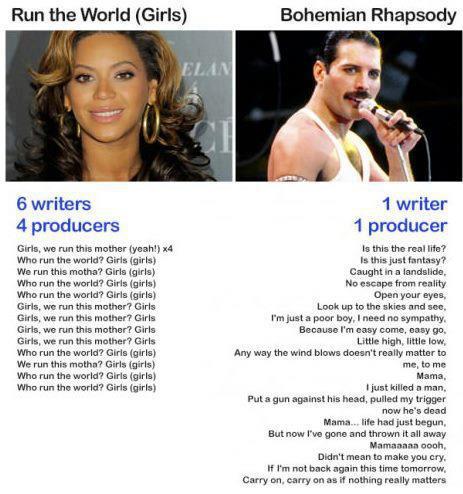 Run the World (Girls)
6 writers
4 producers
Girls, we run this mother (yeah!) x4
Who run the world? Girls (girls)
We run this motha? Girls (girls)
Who run the world? Girls (girls)
Who run the world? Girls (girls)
Girls, we run this mother Girls
Girls, we run this mother Girls
Girls, we run this mother Girls
Girls, we run this mother Girls
Who run the world? Girls (girls)
We run this motha? Girls (girls)
Who run the world? Girls (girls)
Who run the world? Girls (girls)
Bohemian Rhapsody
1 writer
1 producer
Is this the real life?
Is this just fantasy?
Caught in a landslide,
No escape from reality
Open your eyes,
Look up to the skies and see,
I'm just a poor boy, I need no sympathy,
Because I'm easy come, easy go,
Little high, little low,
Any way the wind blows doesn't really matter to
me, to me
Mama,
I just killed a man,
Put a gun against his head, pulled my trigger
now he's dead
Mama... life had just begun,
But now I've gone and thrown it all away
Mamaaaaa oooh,
Didn't mean to make you cry,
If I'm not back again this time tomorrow,
Carry on, carry on as if nothing really matters